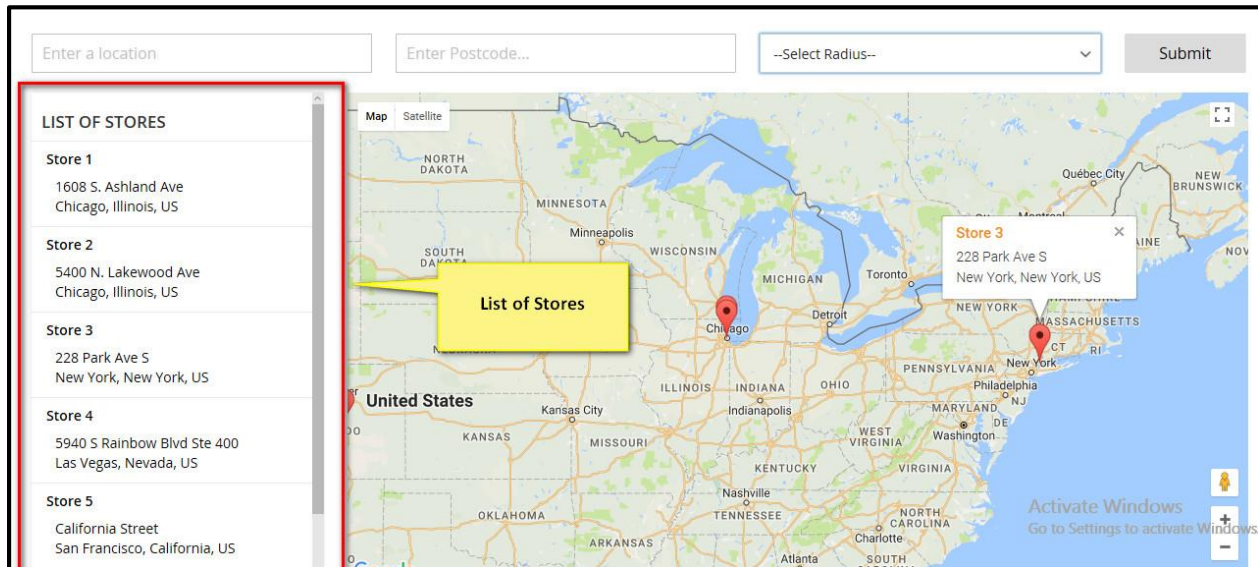 Enter a location
Enter Postcode...
--Select Radius--
Submit
LIST OF STORES
Store 1
1608 S. Ashland Ave
Chicago, Illinois, US
Store 2
5400 N. Lakewood Ave
Chicago, Illinois, US
Store 3
228 Park Ave S
New York, New York, US
Store 4
5940 S Rainbow Blvd Ste 400
Las Vegas, Nevada, US
Store 5
California Street
San Francisco, California, US
Map Satellite
NORTH
DAKOTA
Québec City
NEW
BRUNSWICK
MINNESOTA
Montreal
Minneapolis
Store 3
228 Park Ave S
New York, New York, US
SOUTH
DAKOTA
WISCONSIN
MICHIGAN
Toronto
List of Stores
NEW YORK
Detroit
Chicago
MASSACHUSETTS
CT
RI
New York
PENNSYLVANIA
Philadelphia
NJ
ILLINOIS
INDIANA
OHIO
United States
Kansas City
Indianapolis
MARYLAND
DE
Washington
KANSAS
MISSOURI
WEST
VIRGINIA
KENTUCKY
VIRGINIA
Nashville
TENNESSEE
OKLAHOMA
NORTH
CAROLINA
Charlotte
ARKANSAS
Atlanta
SOUTH
Activate Windows
Go to Settings to activate Windows.